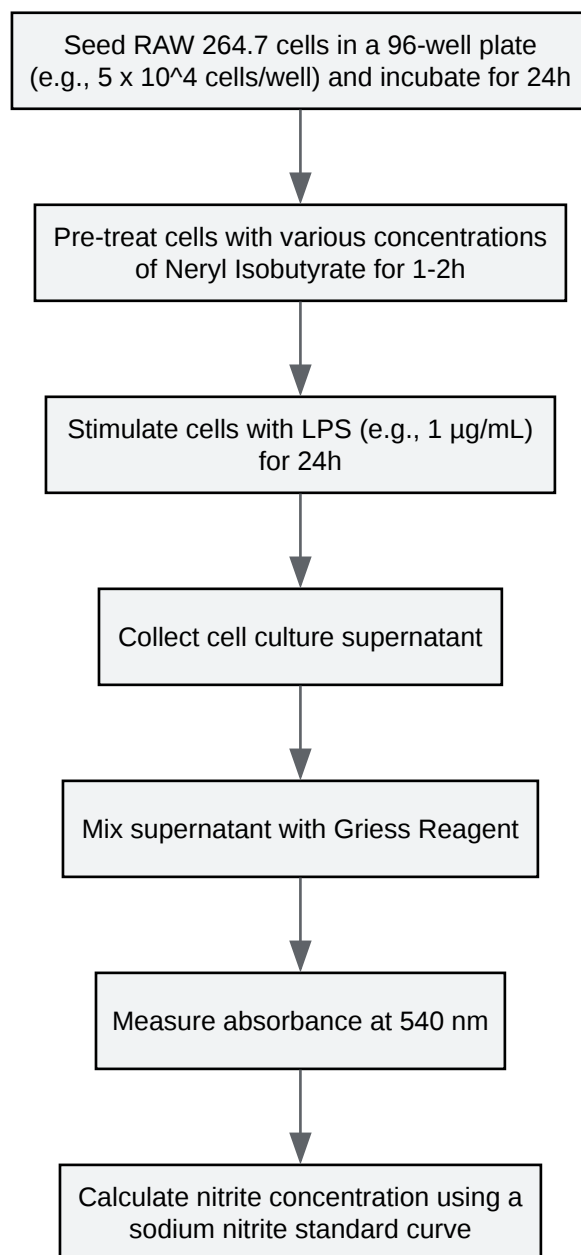 Seed RAW 264.7 cells in a 96-well plate
(e.g., 5 x 10^4 cells/well) and incubate for 24h
Pre-treat cells with various concentrations
of Neryl Isobutyrate for 1-2h
Stimulate cells with LPS (e.g., 1 µg/mL)
for 24h
Collect cell culture supernatant
Mix supernatant with Griess Reagent
Measure absorbance at 540 nm
Calculate nitrite concentration using a
sodium nitrite standard curve